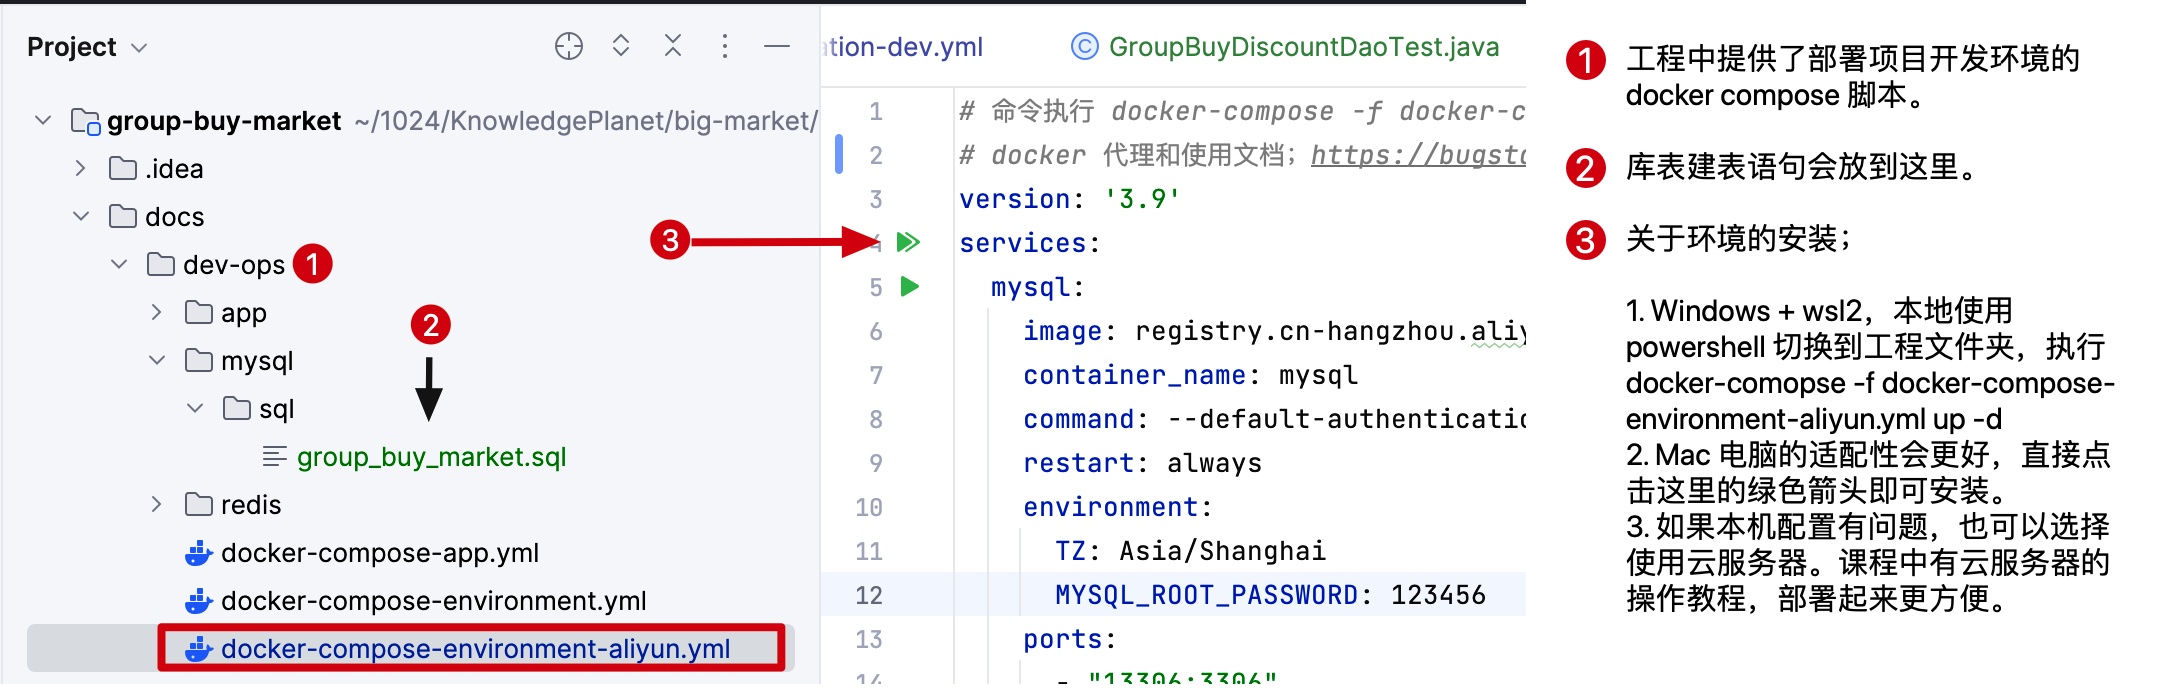 Project
group-buy-market ~/1024/KnowledgePlanet/big-market/
.idea
docs
dev-ops 1
app
2
mysql
sql
group_buy_market.sql
redis
docker-compose-app.yml
docker-compose-environment.yml
docker-compose-environment-aliyun.yml
ation-dev.yml
GroupBuyDiscountDaoTest.java
1 # 命令执行 docker-compose -f docker-c
2 # docker 代理和使用文档；https://bugst
3 version: '3.9'
3
4 services:
5 mysql:
6 image: registry.cn-hangzhou.aliy
7 container_name: mysql
8 command: --default-authenticatio
9 restart: always
10 environment:
11 TZ: Asia/Shanghai
12 MYSQL_ROOT_PASSWORD: 123456
13 ports:
14 - "13306:3306"
1 工程中提供了部署项目开发环境的
docker compose 脚本。
2 库表建表语句会放到这里。
3 关于环境的安装；
1. Windows + wsl2，本地使用
powershell 切换到工程文件夹，执行
docker-comopse -f docker-compose-
environment-aliyun.yml up -d
2. Mac 电脑的适配性会更好，直接点
击这里的绿色箭头即可安装。
3. 如果本机配置有问题，也可以选择
使用云服务器。课程中有云服务器的
操作教程，部署起来更方便。